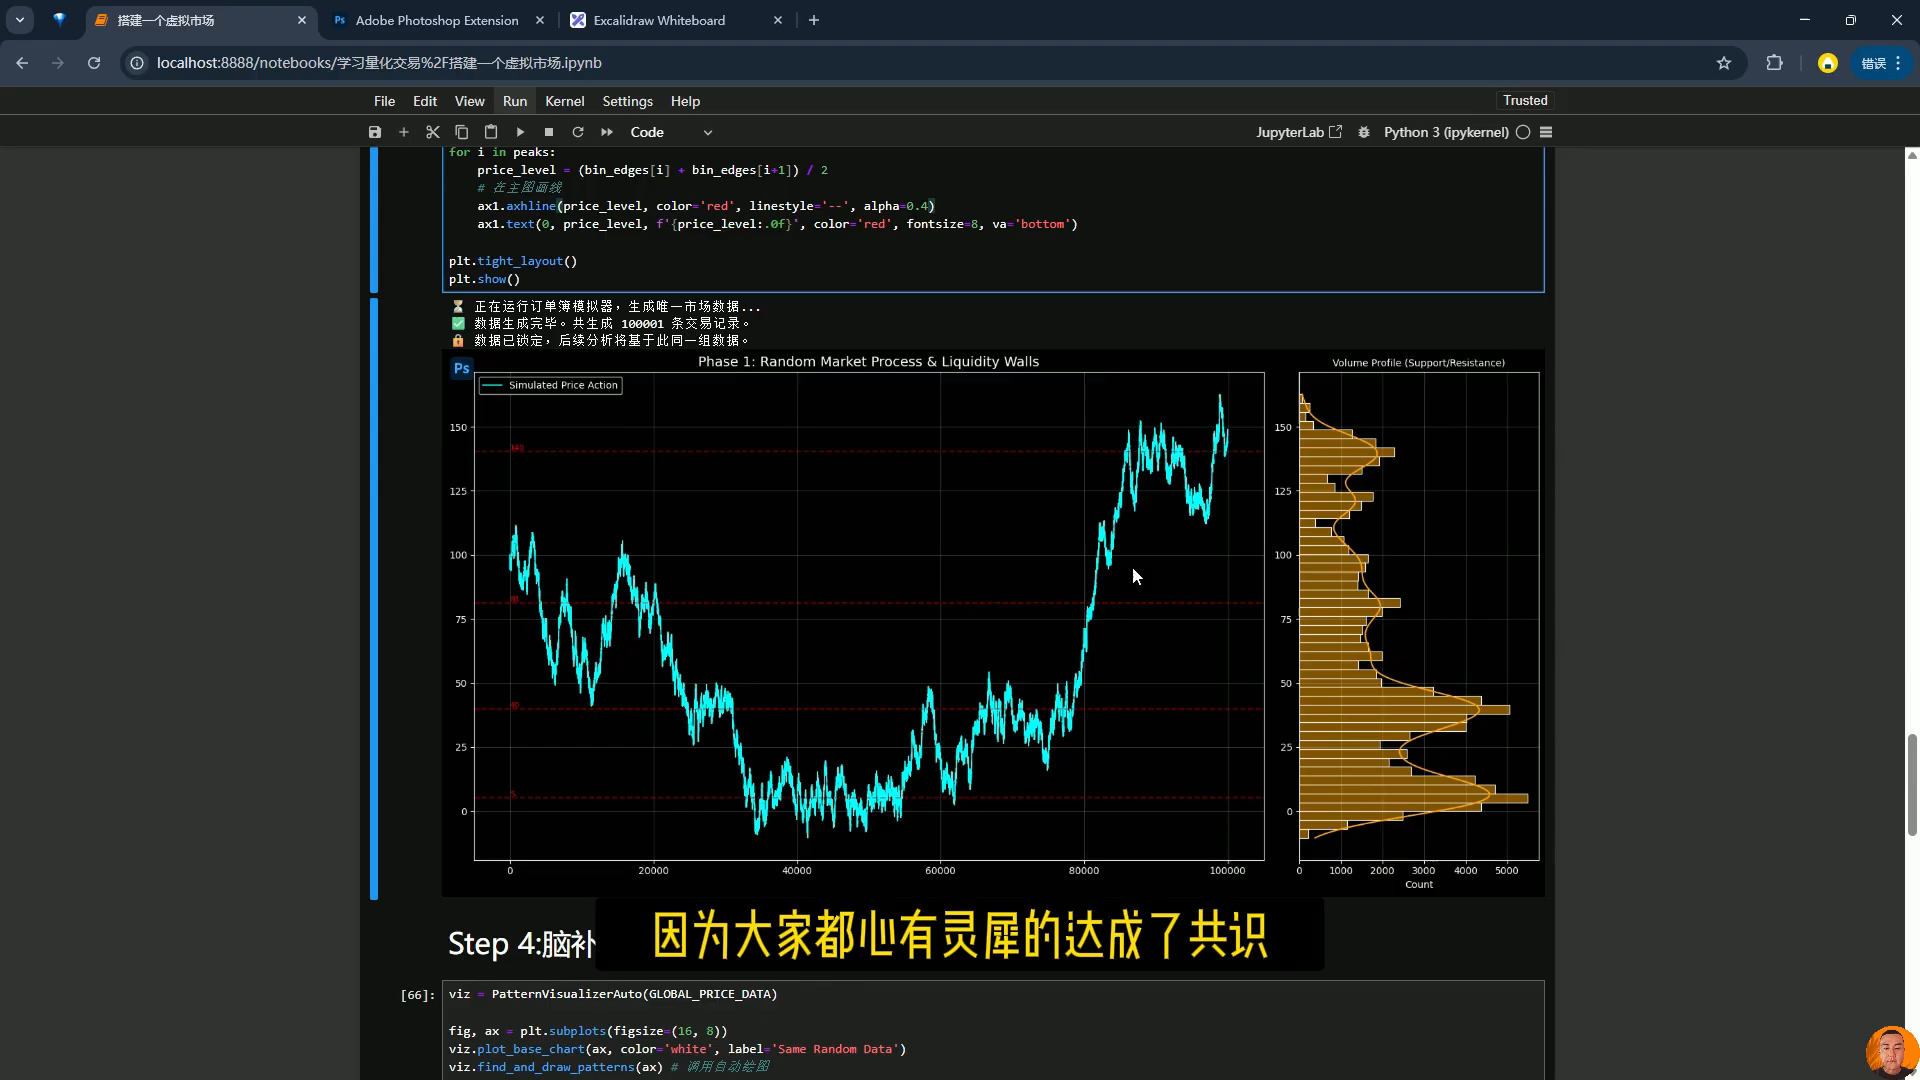 搭建一个虚拟市场
Ps Adobe Photoshop Extension
Excalidraw Whiteboard
localhost:8888/notebooks/学习量化交易%2F搭建一个虚拟市场.ipynb
错误
File Edit View Run Kernel Settings Help
Trusted
Code
JupyterLab
Python 3 (ipykernel)
for i in peaks:
price_level = (bin_edges[i] + bin_edges[i+1]) / 2
# 在主图画线
ax1.axhline(price_level, color='red', linestyle='--', alpha=0.4)
ax1.text(0, price_level, f'{price_level:.0f}', color='red', fontsize=8, va='bottom')
plt.tight_layout()
plt.show()
⏳ 正在运行订单簿模拟器，生成唯一市场数据...
✅ 数据生成完毕。共生成 100001 条交易记录。
🔒 数据已锁定，后续分析将基于此同一组数据。
Ps
Phase 1: Random Market Process & Liquidity Walls
Simulated Price Action
150
125
100
75
50
25
0
140
40
5
0 20000 40000 60000 80000 100000
Volume Profile (Support/Resistance)
150
125
100
75
50
25
0
0 1000 2000 3000 4000 5000
Count
Step 4:脑补
因为大家都心有灵犀的达成了共识
[66]:
viz = PatternVisualizerAuto(GLOBAL_PRICE_DATA)
fig, ax = plt.subplots(figsize=(16, 8))
viz.plot_base_chart(ax, color='white', label='Same Random Data')
viz.find_and_draw_patterns(ax) # 调用自动绘图